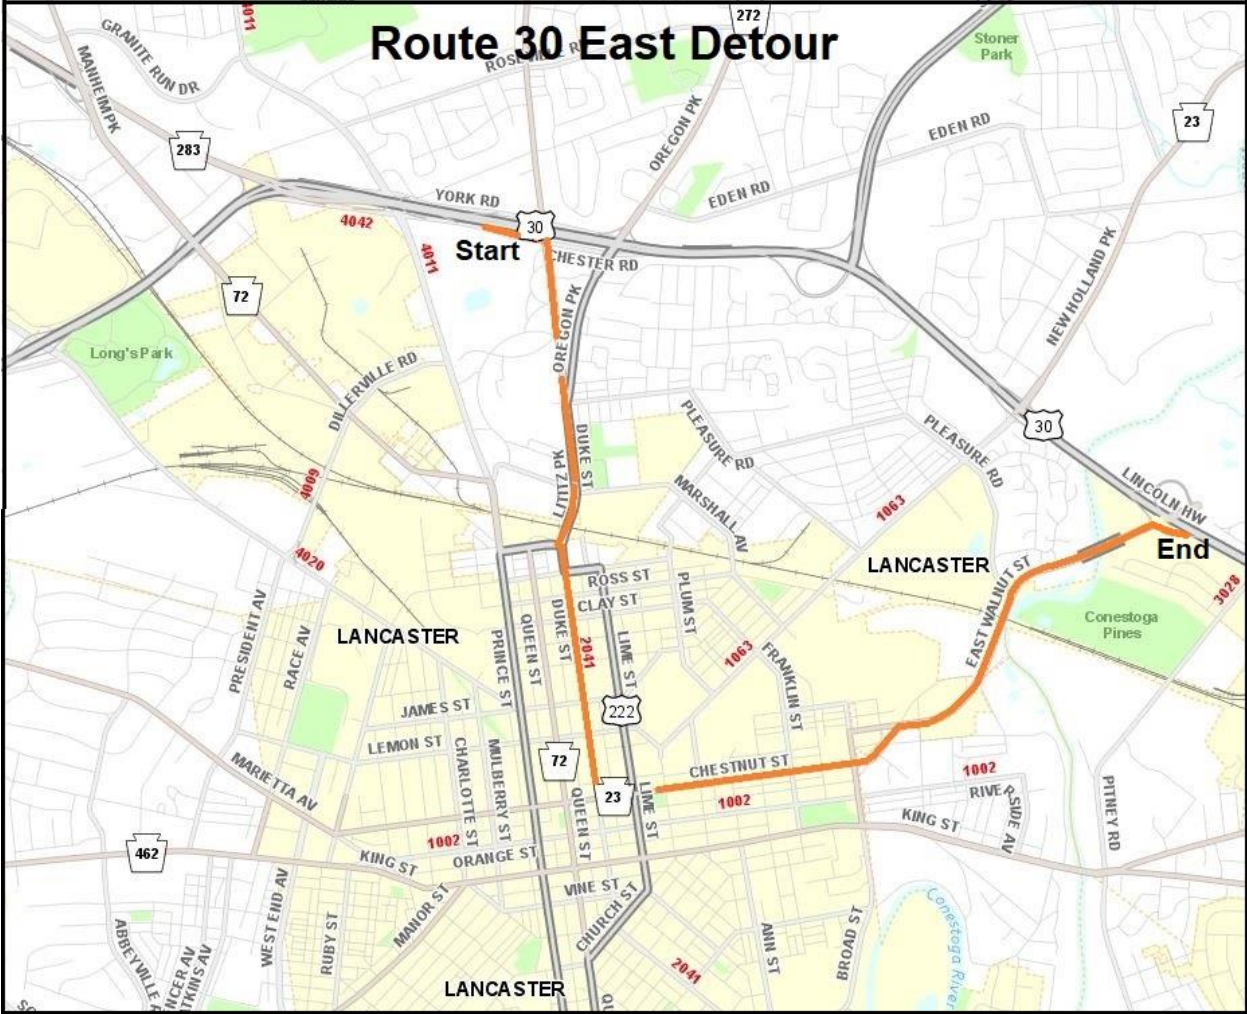 4011
272
Route 30 East Detour
Stoner
Park
GRANITE RUN DR
MANHEIM PK
283
OREGON PK
EDEN RD
23
YORK RD
EDEN RD
4042
30
Start
4011
CHESTER RD
NEW HOLLAND PK
72
OREGON PK
Long's Park
DILLERVILLE RD
PLEASURE RD
PLEASURE RD
30
DUKE ST
LITITZ PK
4009
MARSHALL AV
1063
LINCOLN HW
End
4020
LANCASTER
EAST WALNUT ST
3028
ROSS ST
CLAY ST
PLUM ST
Conestoga
Pines
PRESIDENT AV
RACE AV
LANCASTER
PRINCE ST
QUEEN ST
DUKE ST
2041
LIME ST
1063
FRANKLIN ST
222
JAMES ST
LEMON ST
CHARLOTTE ST
MULBERRY ST
72
CHESTNUT ST
MARIETTA AV
23
LIME ST
1002
1002
RIVERSIDE AV
PITNEY RD
QUEEN ST
1002
KING ST
462
KING ST
ORANGE ST
VINE ST
CHURCH ST
WEST END AV
RUBY ST
MANOR ST
ANN ST
BROAD ST
Conestoga River
ABBEYVILLE R
NCER AV
ATKINS AV
2041
LANCASTER
QU